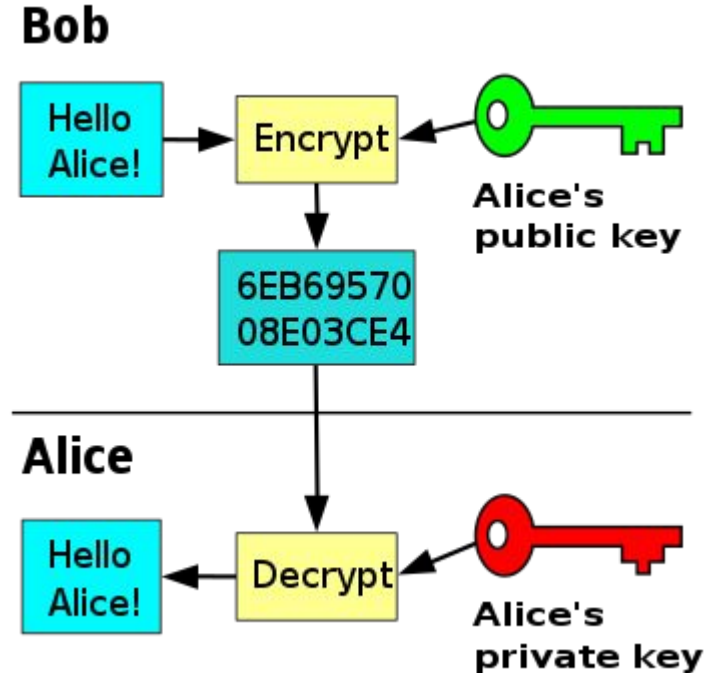 Bob
Hello
Alice!
Encrypt
Alice's
public key
6EB69570
08E03CE4
Alice
Hello
Alice!
Decrypt
Alice's
private key